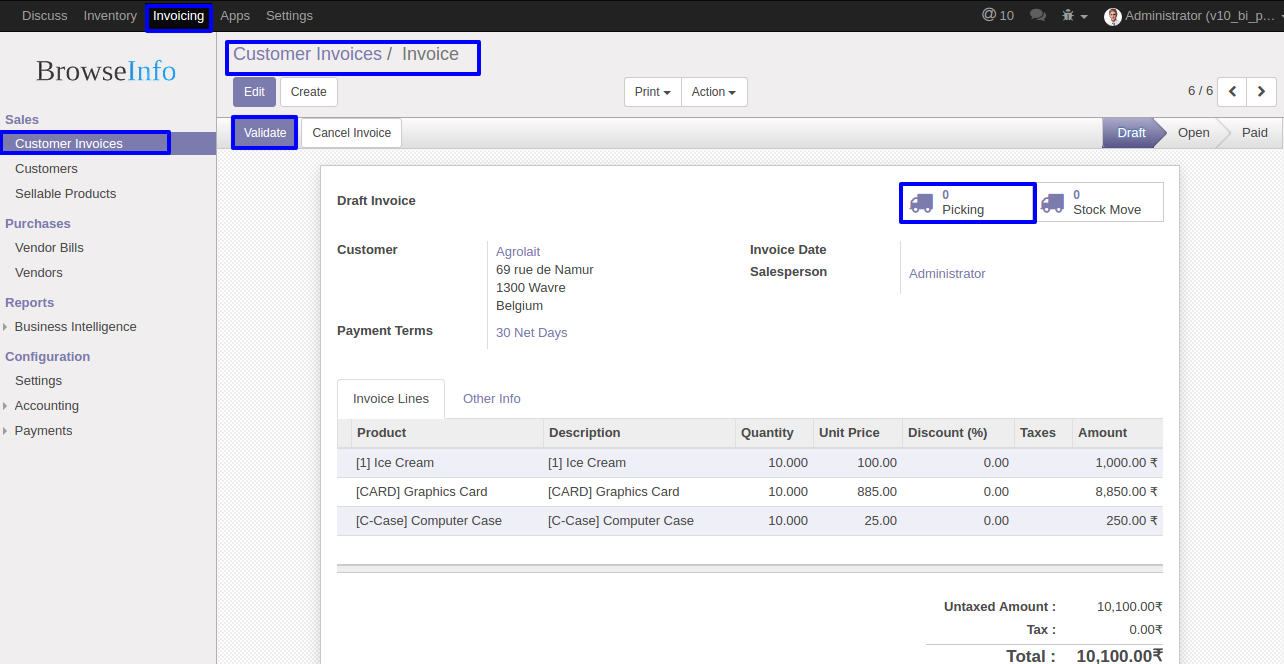 Discuss Inventory Invoicing Apps Settings @ 10 Administrator (v10_bi_p...
BrowseInfo
Sales
Customer Invoices
Customers
Sellable Products
Purchases
Vendor Bills
Vendors
Reports
Business Intelligence
Configuration
Settings
Accounting
Payments
Customer Invoices / Invoice
Edit Create Print Action 6 / 6
Validate Cancel Invoice Draft Open Paid
Draft Invoice
0
Picking
0
Stock Move
Customer
Agrolait
69 rue de Namur
1300 Wavre
Belgium
Payment Terms 30 Net Days
Invoice Date
Salesperson Administrator
Invoice Lines Other Info
Product Description Quantity Unit Price Discount (%) Taxes Amount
[1] Ice Cream [1] Ice Cream 10.000 100.00 0.00 1,000.00 ₹
[CARD] Graphics Card [CARD] Graphics Card 10.000 885.00 0.00 8,850.00 ₹
[C-Case] Computer Case [C-Case] Computer Case 10.000 25.00 0.00 250.00 ₹
Untaxed Amount : 10,100.00₹
Tax : 0.00₹
Total : 10,100.00₹